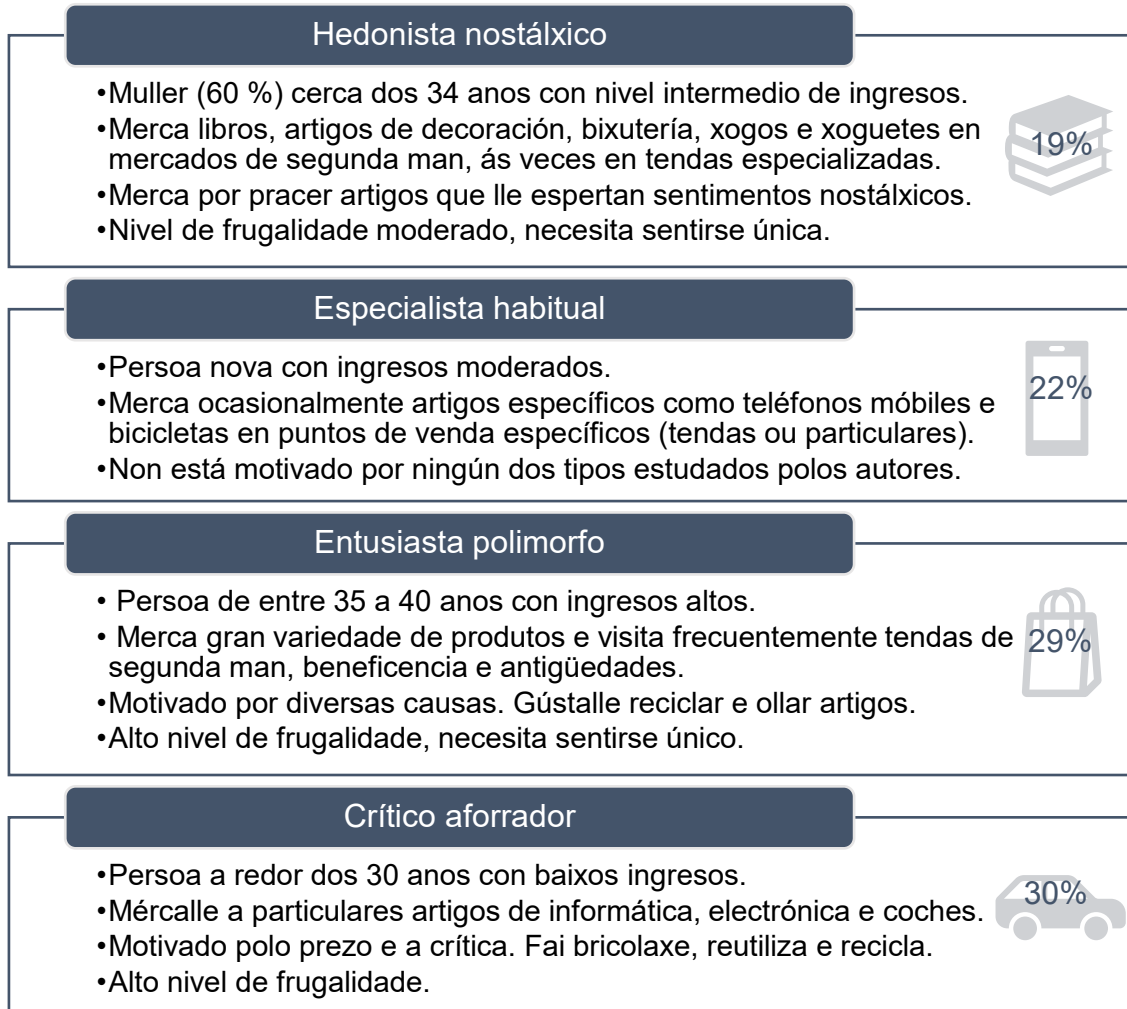 Hedonista nostálxico
•Muller (60 %) cerca dos 34 anos con nivel intermedio de ingresos.
•Merca libros, artigos de decoración, bixutería, xogos e xoguetes en
mercados de segunda man, ás veces en tendas especializadas.
•Merca por pracer artigos que lle espertan sentimentos nostálxicos.
•Nivel de frugalidade moderado, necesita sentirse única.
19%
Especialista habitual
•Persoa nova con ingresos moderados.
•Merca ocasionalmente artigos específicos como teléfonos móbiles e
bicicletas en puntos de venda específicos (tendas ou particulares).
•Non está motivado por ningún dos tipos estudados polos autores.
22%
Entusiasta polimorfo
• Persoa de entre 35 a 40 anos con ingresos altos.
• Merca gran variedade de produtos e visita frecuentemente tendas de
segunda man, beneficencia e antigüedades.
•Motivado por diversas causas. Gústalle reciclar e ollar artigos.
•Alto nivel de frugalidade, necesita sentirse único.
29%
Crítico aforrador
•Persoa a redor dos 30 anos con baixos ingresos.
•Mércalle a particulares artigos de informática, electrónica e coches.
•Motivado polo prezo e a crítica. Fai bricolaxe, reutiliza e recicla.
•Alto nivel de frugalidade.
30%